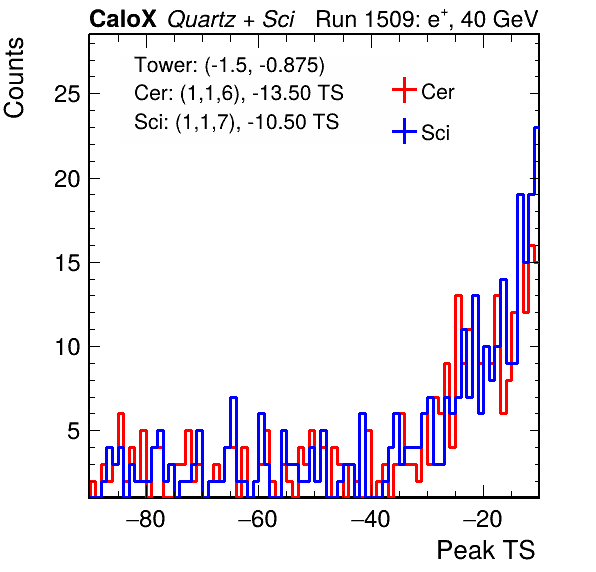 CaloX Quartz + Sci Run 1509: e⁺, 40 GeV
Counts
Tower: (-1.5, -0.875)
Cer: (1,1,6), -13.50 TS
Sci: (1,1,7), -10.50 TS
Cer
Sci
25
20
15
10
5
−80 −60 −40 −20
Peak TS